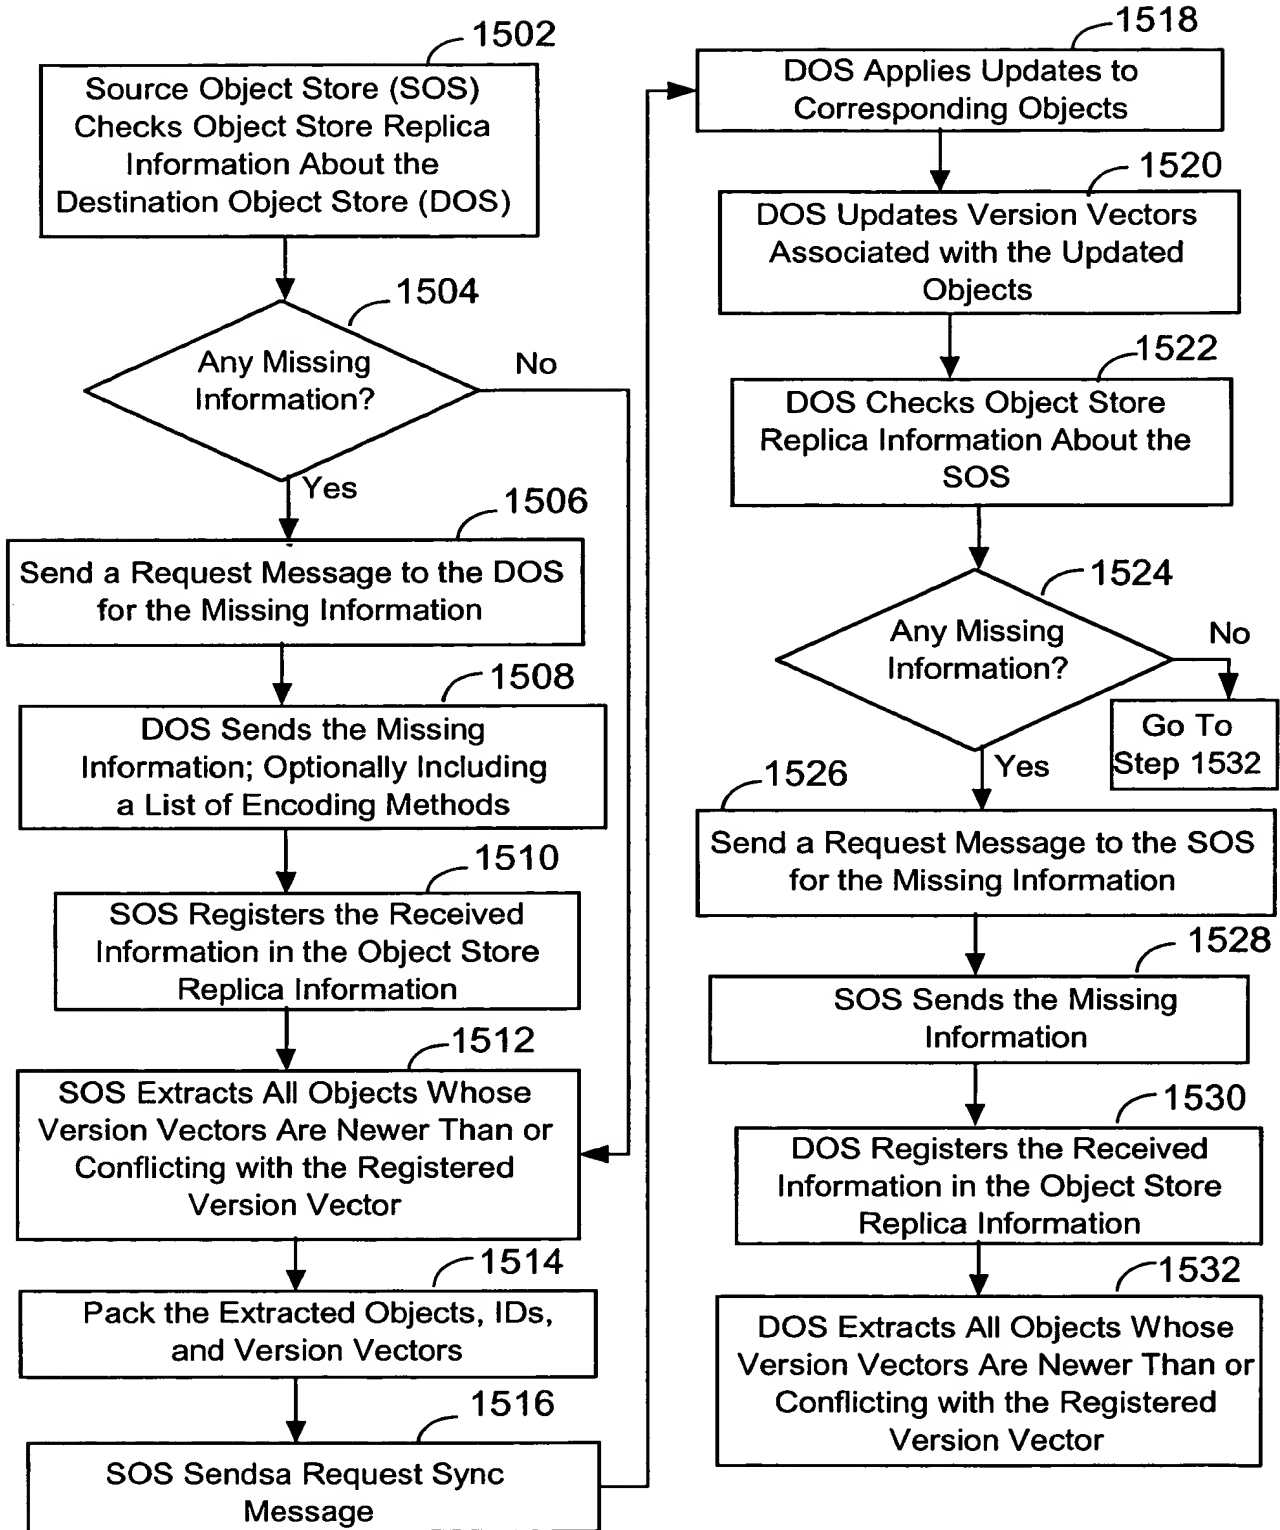 1502
Source Object Store (SOS)
Checks Object Store Replica
Information About the
Destination Object Store (DOS)
1504
Any Missing
Information?
No
Yes
1506
Send a Request Message to the DOS
for the Missing Information
1508
DOS Sends the Missing
Information; Optionally Including
a List of Encoding Methods
1510
SOS Registers the Received
Information in the Object Store
Replica Information
1512
SOS Extracts All Objects Whose
Version Vectors Are Newer Than or
Conflicting with the Registered
Version Vector
1514
Pack the Extracted Objects, IDs,
and Version Vectors
1516
SOS Sendsa Request Sync
Message
1518
DOS Applies Updates to
Corresponding Objects
1520
DOS Updates Version Vectors
Associated with the Updated
Objects
1522
DOS Checks Object Store
Replica Information About the
SOS
1524
Any Missing
Information?
No
Go To
Step 1532
Yes
1526
Send a Request Message to the SOS
for the Missing Information
1528
SOS Sends the Missing
Information
1530
DOS Registers the Received
Information in the Object Store
Replica Information
1532
DOS Extracts All Objects Whose
Version Vectors Are Newer Than or
Conflicting with the Registered
Version Vector